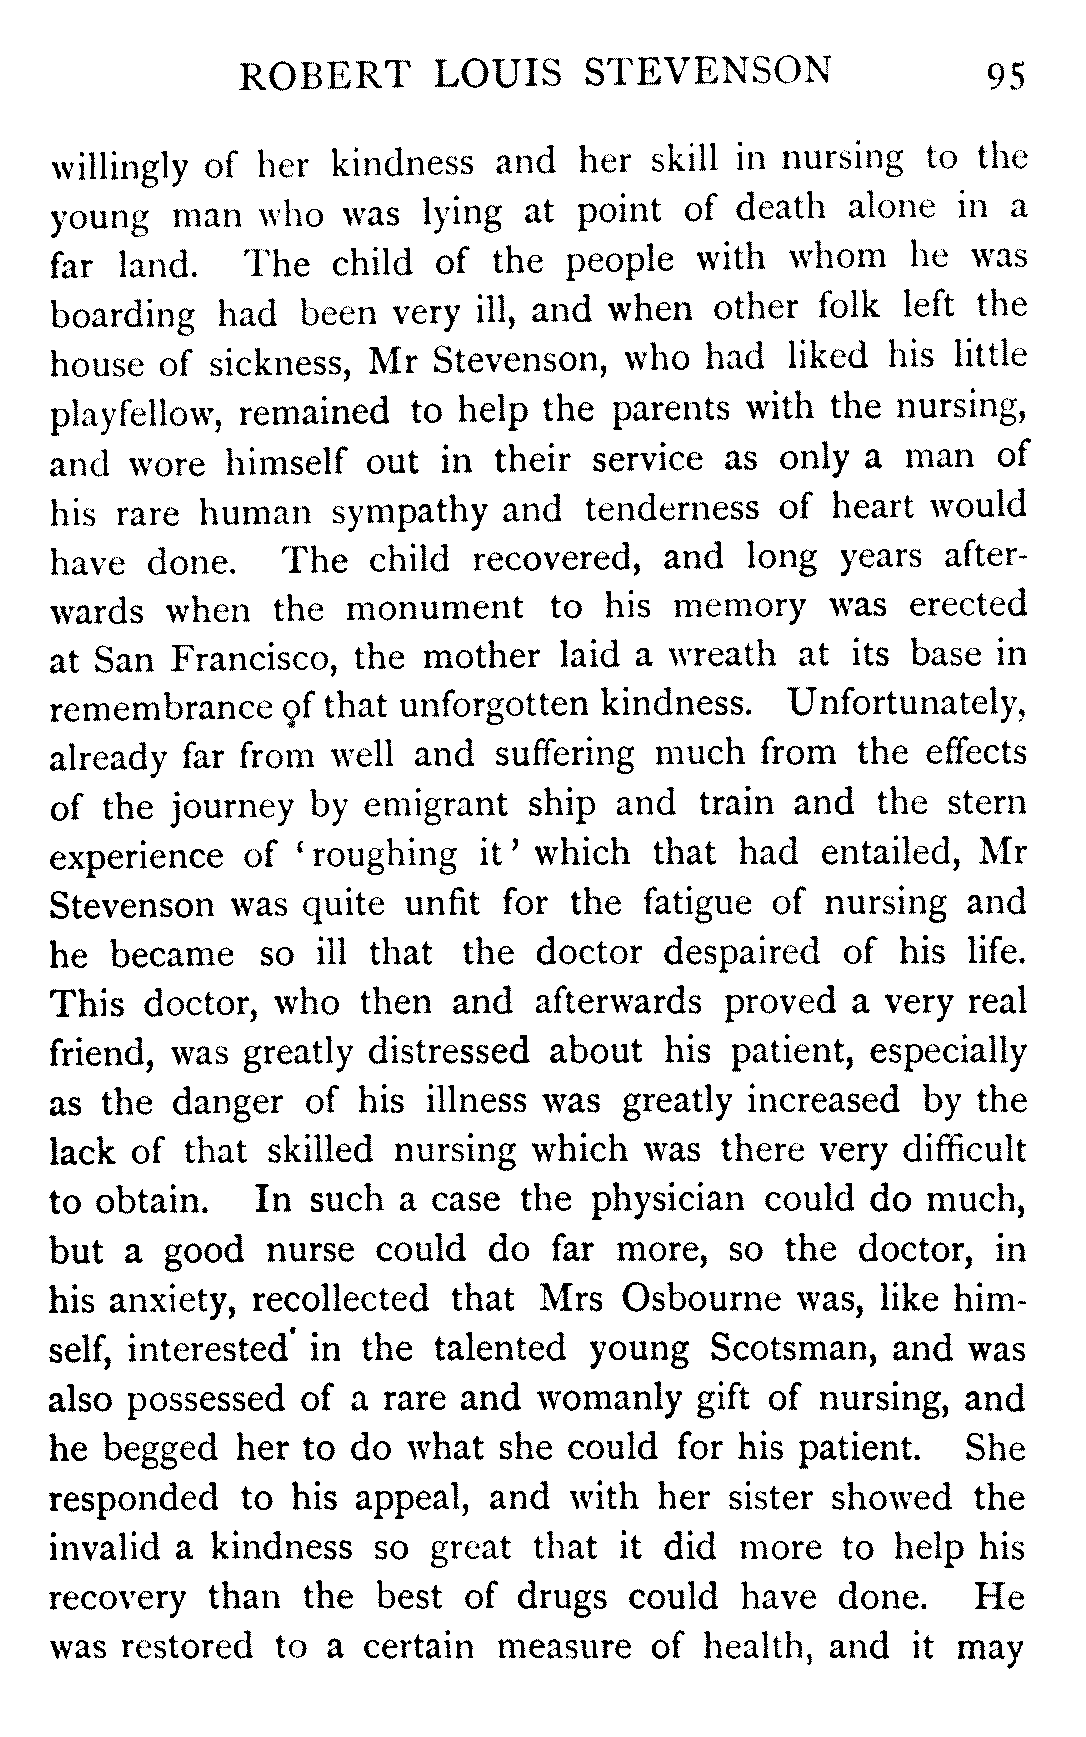 ROBERT LOUIS STEVENSON 95
willingly of her kindness and her skill in nursing to the
young man who was lying at point of death alone in a
far land. The child of the people with whom he was
boarding had been very ill, and when other folk left the
house of sickness, Mr Stevenson, who had liked his little
playfellow, remained to help the parents with the nursing,
and wore himself out in their service as only a man of
his rare human sympathy and tenderness of heart would
have done. The child recovered, and long years after-
wards when the monument to his memory was erected
at San Francisco, the mother laid a wreath at its base in
remembrance of that unforgotten kindness. Unfortunately,
already far from well and suffering much from the effects
of the journey by emigrant ship and train and the stern
experience of ‘roughing it’ which that had entailed, Mr
Stevenson was quite unfit for the fatigue of nursing and
he became so ill that the doctor despaired of his life.
This doctor, who then and afterwards proved a very real
friend, was greatly distressed about his patient, especially
as the danger of his illness was greatly increased by the
lack of that skilled nursing which was there very difficult
to obtain. In such a case the physician could do much,
but a good nurse could do far more, so the doctor, in
his anxiety, recollected that Mrs Osbourne was, like him-
self, interested in the talented young Scotsman, and was
also possessed of a rare and womanly gift of nursing, and
he begged her to do what she could for his patient. She
responded to his appeal, and with her sister showed the
invalid a kindness so great that it did more to help his
recovery than the best of drugs could have done. He
was restored to a certain measure of health, and it may